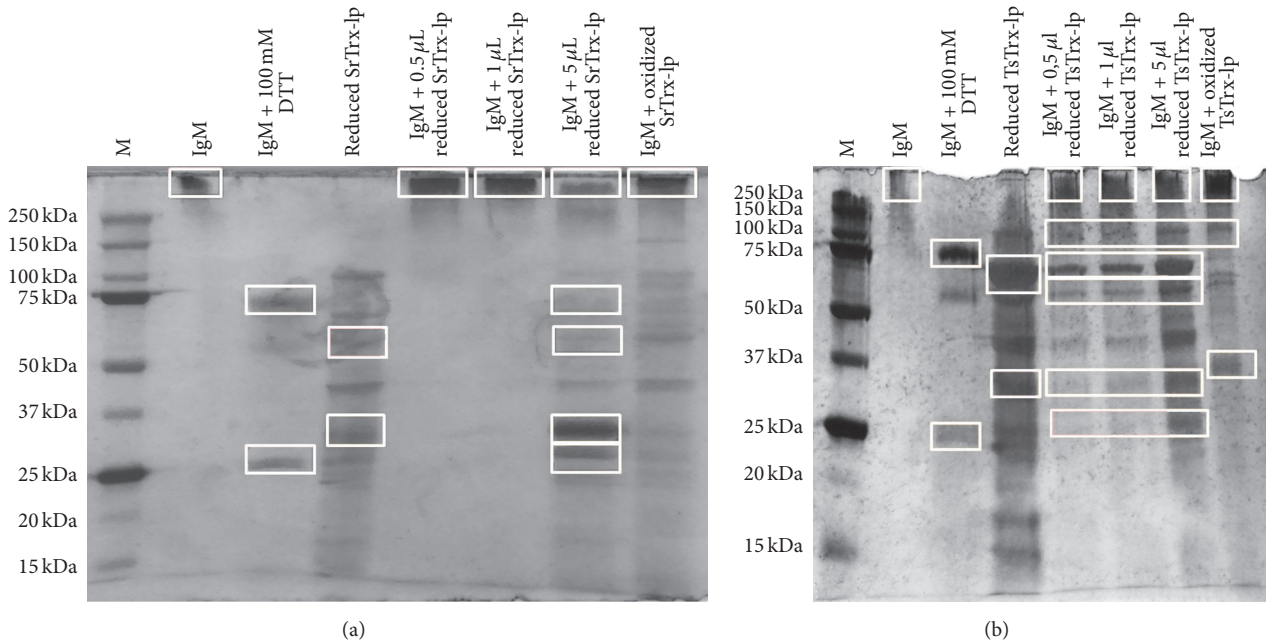 M
IgM
IgM + 100 mM
DTT
Reduced SrTrx-lp
IgM + 0.5 μL
reduced SrTrx-lp
IgM + 1 μL
reduced SrTrx-lp
IgM + 5 μL
reduced SrTrx-lp
IgM + oxidized
SrTrx-lp
250 kDa
150 kDa
100 kDa
75 kDa
50 kDa
37 kDa
25 kDa
20 kDa
15 kDa
(a)
M
IgM
IgM + 100 mM
DTT
Reduced TsTrx-lp
IgM + 0,5 μl
reduced TsTrx-lp
IgM + 1 μl
reduced TsTrx-lp
IgM + 5 μl
reduced TsTrx-lp
IgM + oxidized
TsTrx-lp
250 kDa
150 kDa
100 kDa
75 kDa
50 kDa
37 kDa
25 kDa
20 kDa
15 kDa
(b)